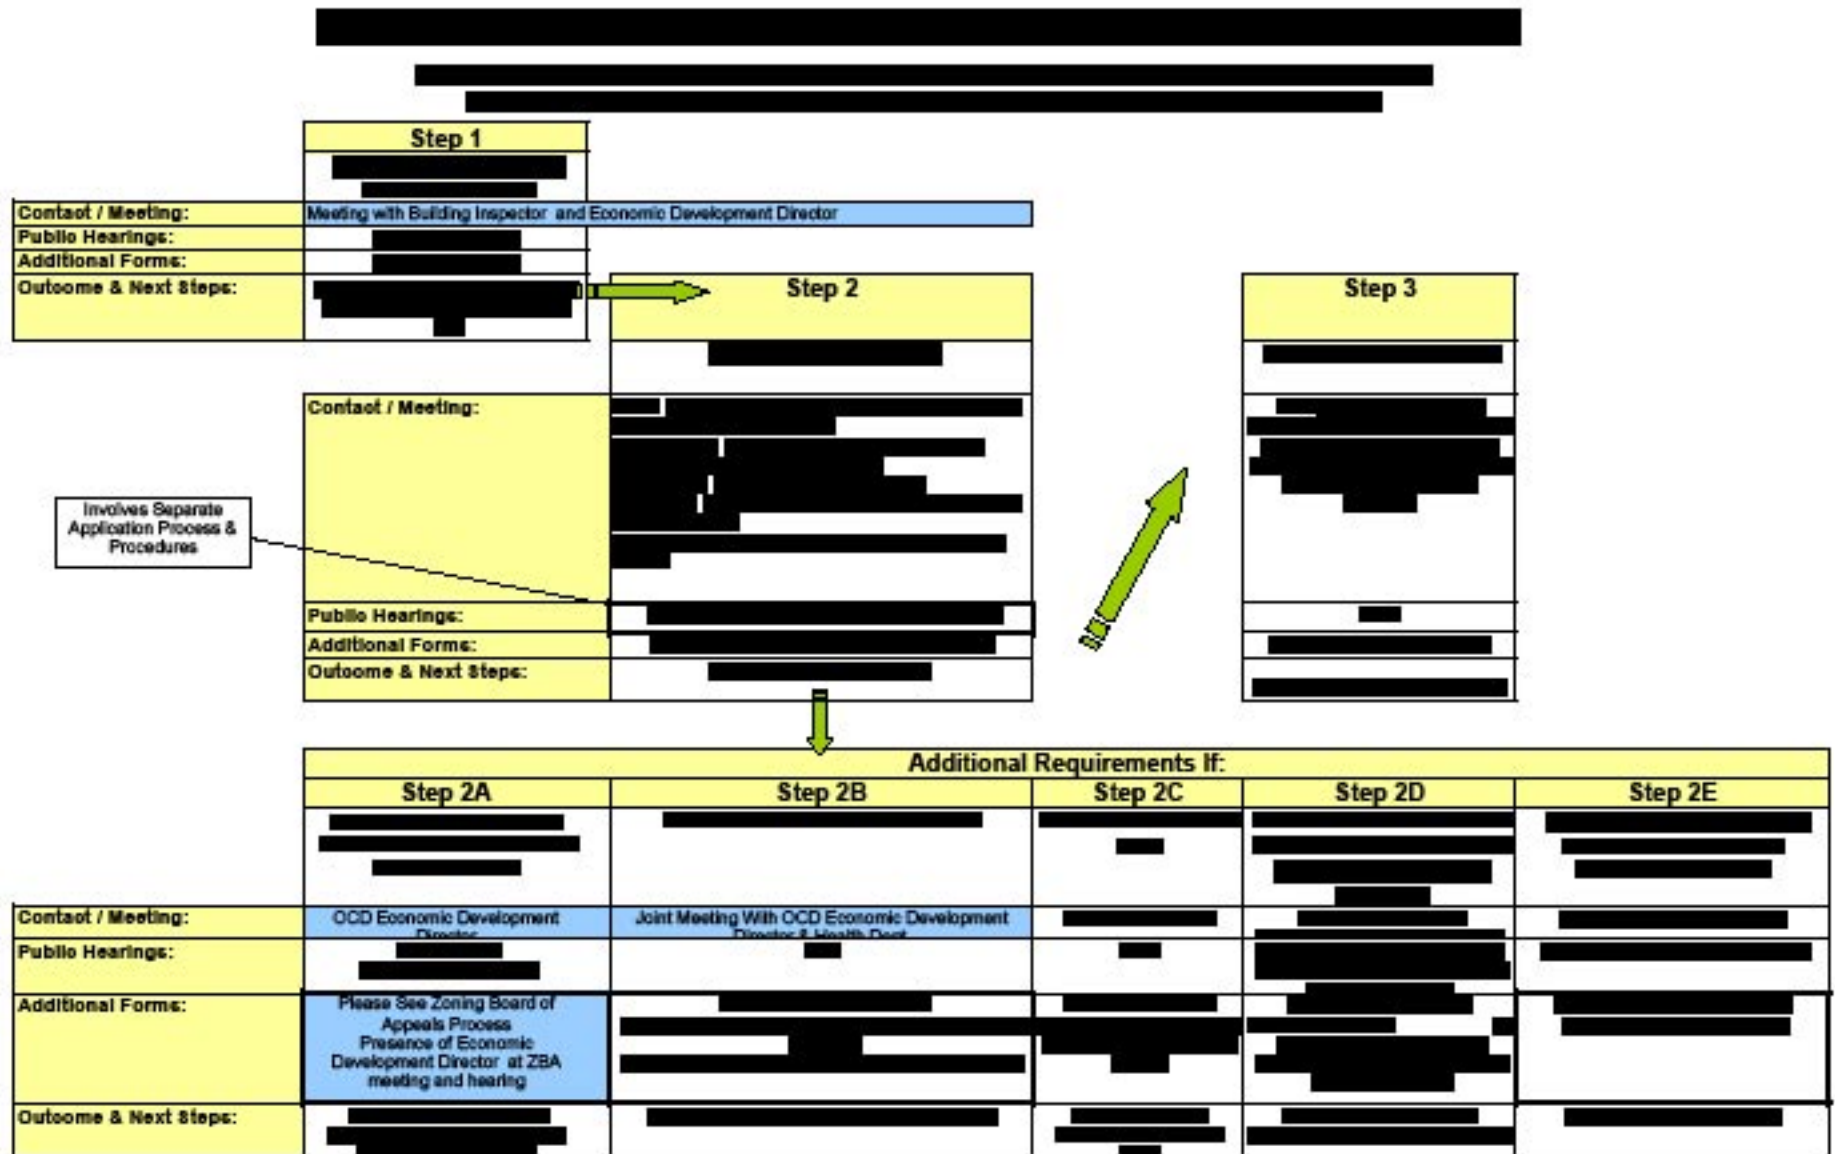 Step 1
Contact / Meeting:
Meeting with Building Inspector and Economic Development Director
Public Hearings:
Additional Forms:
Outcome & Next Steps:
Step 2
Step 3
Contact / Meeting:
Involves Separate
Application Process &
Procedures
Public Hearings:
Additional Forms:
Outcome & Next Steps:
Additional Requirements If:
Step 2A
Step 2B
Step 2C
Step 2D
Step 2E
Contact / Meeting:
OCD Economic Development
Director
Joint Meeting With OCD Economic Development
Director & Health Dept
Public Hearings:
Additional Forms:
Please See Zoning Board of
Appeals Process
Presence of Economic
Development Director at ZBA
meeting and hearing
Outcome & Next Steps: